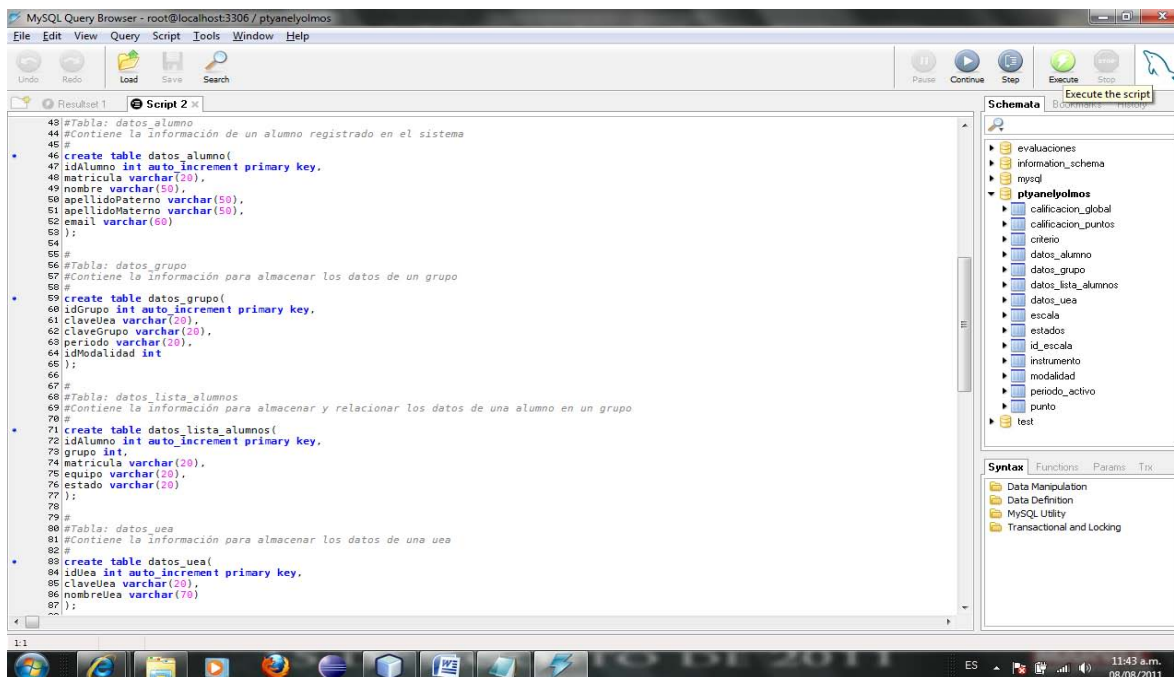 MySQL Query Browser - root@localhost:3306 / ptyanelyolmos
File Edit View Query Script Tools Window Help
Undo Redo Load Save Search Pause Continue Step Execute Stop
Execute the script
Resultset 1 Script 2
43 #Tabla: datos_alumno
44 #Contiene la información de un alumno registrado en el sistema
45 #
46 create table datos_alumno(
47 idAlumno int auto_increment primary key,
48 matricula varchar(20),
49 nombre varchar(50),
50 apellidoPaterno varchar(50),
51 apellidoMaterno varchar(50),
52 email varchar(60)
53 );
54
55 #
56 #Tabla: datos_grupo
57 #Contiene la información para almacenar los datos de un grupo
58 #
59 create table datos_grupo(
60 idGrupo int auto_increment primary key,
61 claveUea varchar(20),
62 claveGrupo varchar(20),
63 periodo varchar(20),
64 idModalidad int
65 );
66
67 #
68 #Tabla: datos_lista_alumnos
69 #Contiene la información para almacenar y relacionar los datos de una alumno en un grupo
70 #
71 create table datos_lista_alumnos(
72 idAlumno int auto_increment primary key,
73 grupo int,
74 matricula varchar(20),
75 equipo varchar(20),
76 estado varchar(20)
77 );
78
79 #
80 #Tabla: datos_uea
81 #Contiene la información para almacenar los datos de una uea
82 #
83 create table datos_uea(
84 idUea int auto_increment primary key,
85 claveUea varchar(20),
86 nombreUea varchar(70)
87 );
Schemata Bookmarks History
evaluaciones
information_schema
mysql
ptyanelyolmos
calificacion_global
calificacion_puntos
criterio
datos_alumno
datos_grupo
datos_lista_alumnos
datos_uea
escala
estados
id_escala
instrumento
modalidad
periodo_activo
punto
test
Syntax Functions Params Trx
Data Manipulation
Data Definition
MySQL Utility
Transactional and Locking
1:1
DE 2011
ES
11:43 a.m.
08/08/2011